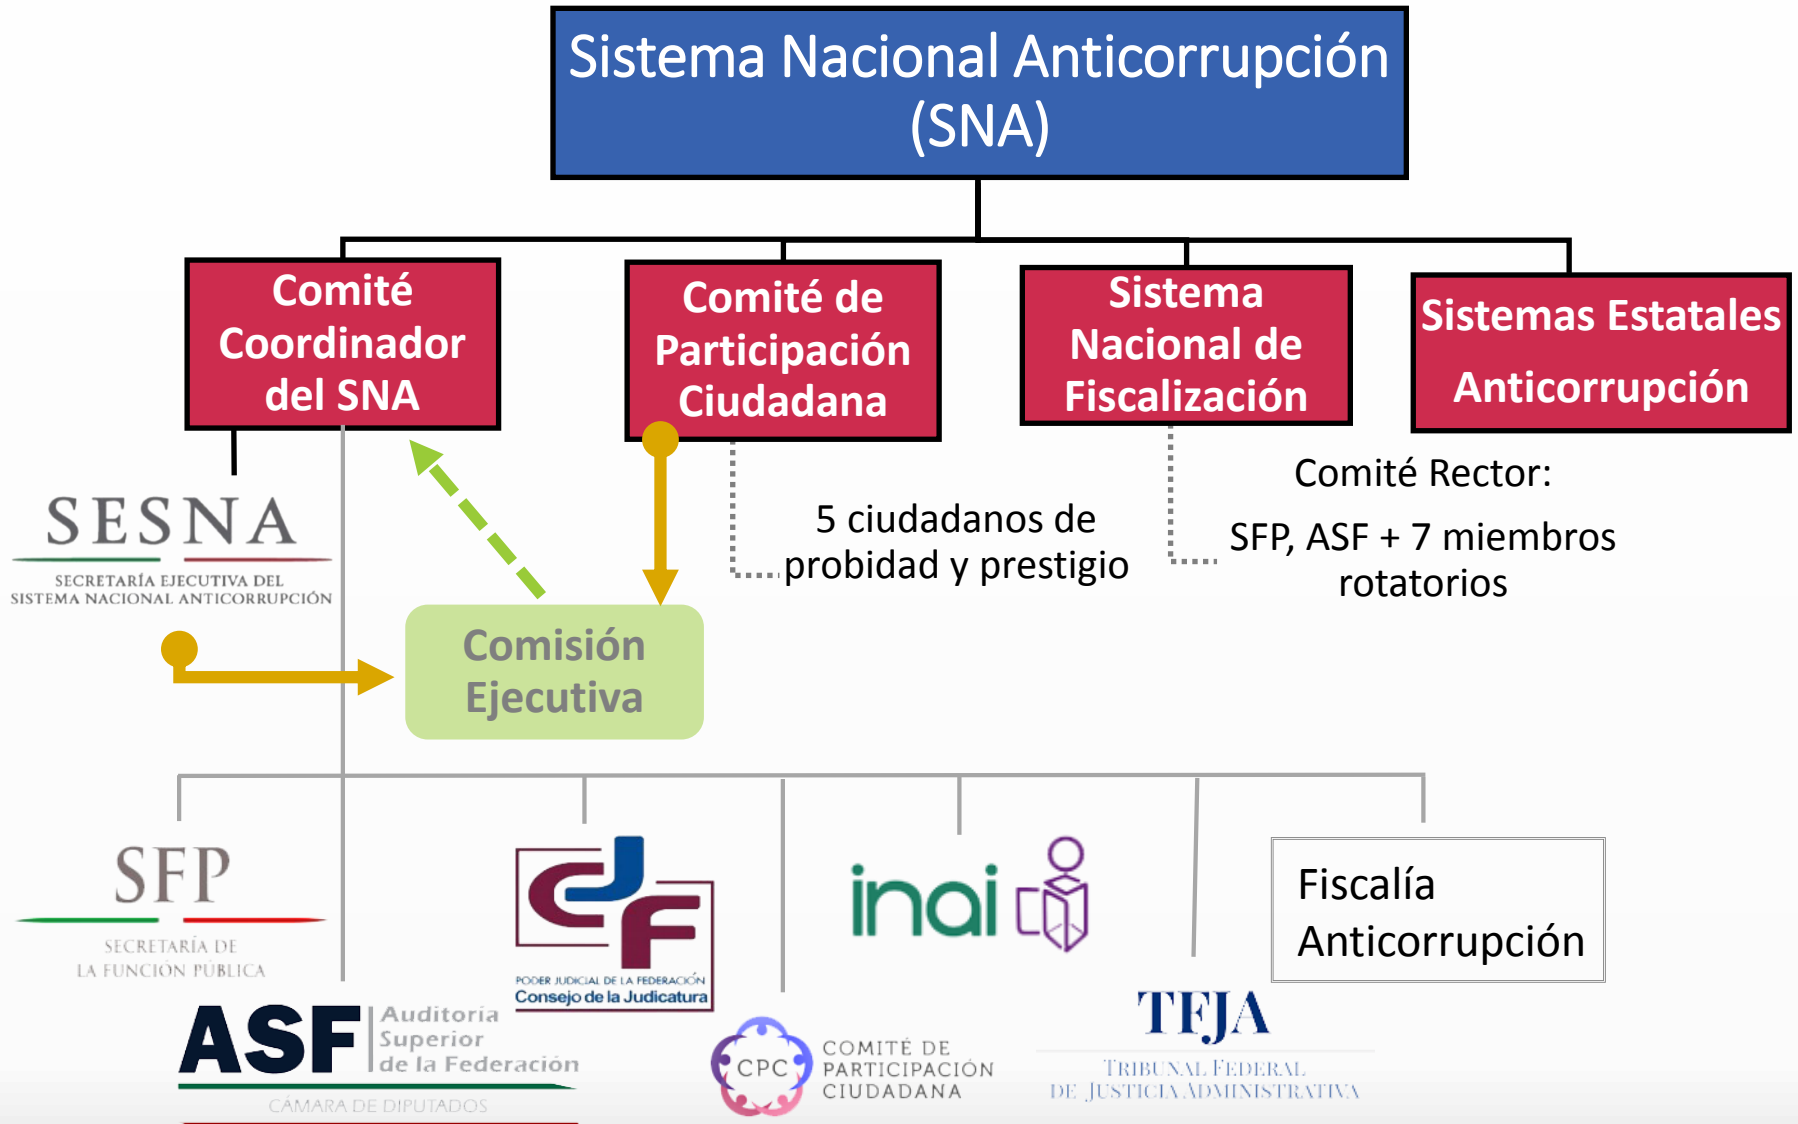 Sistema Nacional Anticorrupción
(SNA)
Comité
Coordinador
del SNA
Comité de
Participación
Ciudadana
Sistema
Nacional de
Fiscalización
Sistemas Estatales
Anticorrupción
SESNA
SECRETARÍA EJECUTIVA DEL
SISTEMA NACIONAL ANTICORRUPCIÓN
5 ciudadanos de
probidad y prestigio
Comité Rector:
SFP, ASF + 7 miembros
rotatorios
Comisión
Ejecutiva
SFP
SECRETARÍA DE
LA FUNCIÓN PÚBLICA
CJF
PODER JUDICIAL DE LA FEDERACIÓN
Consejo de la Judicatura
inai
Fiscalía
Anticorrupción
ASF
Auditoría
Superior
de la Federación
CÁMARA DE DIPUTADOS
CPC
COMITÉ DE
PARTICIPACIÓN
CIUDADANA
TFJA
TRIBUNAL FEDERAL
DE JUSTICIA ADMINISTRATIVA